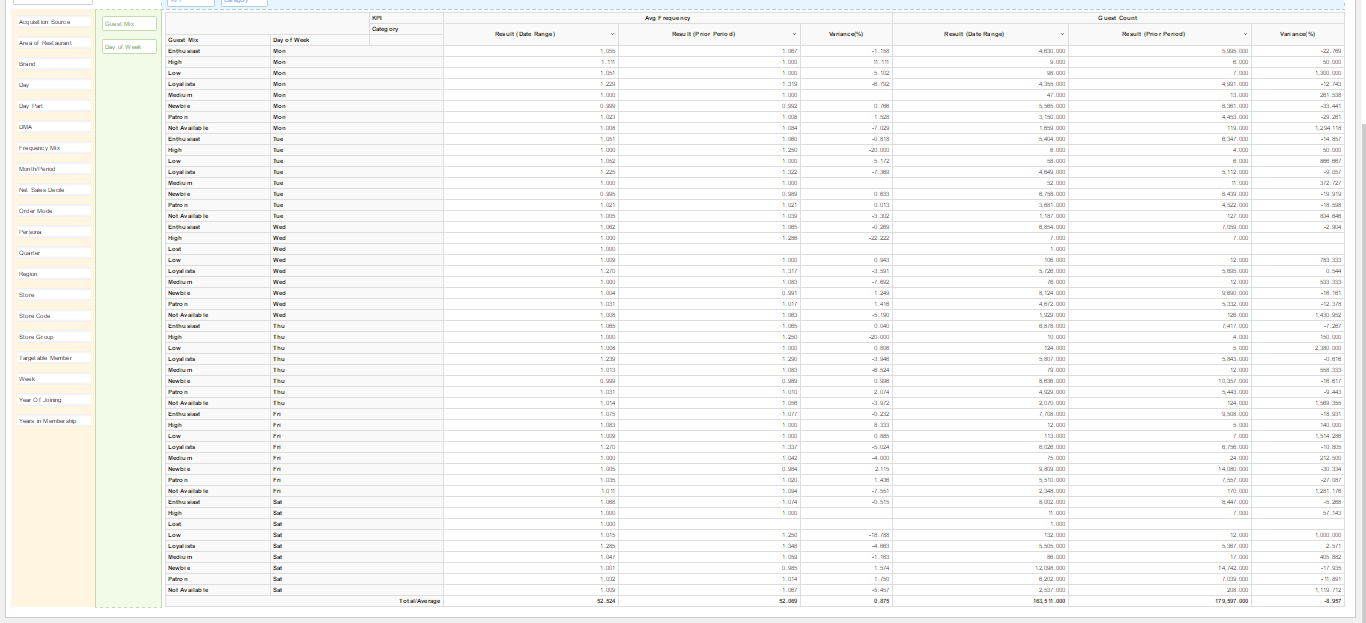 Acquisition Source
Area of Restaurant
Brand
Day
Day Part
DMA
Frequency Mix
Month/Period
Net Sales Decile
Order Mode
Persona
Quarter
Region
Store
Store Code
Store Group
Targetable Member
Week
Year Of Joining
Years in Membership
Guest Mix
Day of Week
KPI Avg Frequency Guest Count
Category
Result (Date Range) Result (Prior Period) Variance(%) Result (Date Range) Result (Prior Period) Variance(%)
Guest Mix Day of Week
Enthusiast Mon 1.055 1.067 -1.158 4,630.000 5,995.000 -22.769
High Mon 1.111 1.000 11.111 9.000 6.000 50.000
Low Mon 1.051 1.000 5.102 98.000 7.000 1,300.000
Loyalists Mon 1.229 1.319 -6.792 4,355.000 4,991.000 -12.743
Medium Mon 1.000 1.000 47.000 13.000 261.538
Newbie Mon 0.999 0.992 0.766 5,565.000 8,361.000 -33.441
Patron Mon 1.023 1.008 1.528 3,150.000 4,453.000 -29.261
Not Available Mon 1.008 1.084 -7.029 1,659.000 119.000 1,294.118
Enthusiast Tue 1.051 1.060 -0.818 5,404.000 6,347.000 -14.857
High Tue 1.000 1.250 -20.000 6.000 4.000 50.000
Low Tue 1.052 1.000 5.172 58.000 6.000 866.667
Loyalists Tue 1.225 1.322 -7.369 4,649.000 5,112.000 -9.057
Medium Tue 1.000 1.000 52.000 11.000 372.727
Newbie Tue 0.995 0.989 0.633 6,758.000 8,439.000 -19.919
Patron Tue 1.021 1.021 0.013 3,681.000 4,522.000 -18.598
Not Available Tue 1.005 1.039 -3.302 1,187.000 127.000 834.646
Enthusiast Wed 1.062 1.065 -0.269 6,854.000 7,059.000 -2.904
High Wed 1.000 1.286 -22.222 7.000 7.000
Lost Wed 1.000 1.000
Low Wed 1.009 1.000 0.943 106.000 12.000 783.333
Loyalists Wed 1.270 1.317 -3.591 5,726.000 5,695.000 0.544
Medium Wed 1.000 1.083 -7.692 76.000 12.000 533.333
Newbie Wed 1.004 0.991 1.249 8,124.000 9,690.000 -16.161
Patron Wed 1.031 1.017 1.416 4,672.000 5,332.000 -12.378
Not Available Wed 1.008 1.063 -5.190 1,929.000 126.000 1,430.952
Enthusiast Thu 1.065 1.065 0.040 6,878.000 7,417.000 -7.267
High Thu 1.000 1.250 -20.000 10.000 4.000 150.000
Low Thu 1.008 1.000 0.806 124.000 5.000 2,380.000
Loyalists Thu 1.239 1.290 -3.946 5,807.000 5,843.000 -0.616
Medium Thu 1.013 1.083 -6.524 79.000 12.000 558.333
Newbie Thu 0.999 0.989 0.996 8,636.000 10,357.000 -16.617
Patron Thu 1.031 1.010 2.074 4,929.000 5,443.000 -9.443
Not Available Thu 1.014 1.056 -3.972 2,070.000 124.000 1,569.355
Enthusiast Fri 1.075 1.077 -0.232 7,708.000 9,508.000 -18.931
High Fri 1.083 1.000 8.333 12.000 5.000 140.000
Low Fri 1.009 1.000 0.885 113.000 7.000 1,514.286
Loyalists Fri 1.270 1.337 -5.024 6,026.000 6,756.000 -10.805
Medium Fri 1.000 1.042 -4.000 75.000 24.000 212.500
Newbie Fri 1.005 0.984 2.115 9,809.000 14,080.000 -30.334
Patron Fri 1.035 1.020 1.436 5,510.000 7,557.000 -27.087
Not Available Fri 1.011 1.094 -7.551 2,348.000 170.000 1,281.176
Enthusiast Sat 1.068 1.074 -0.515 8,002.000 8,447.000 -5.268
High Sat 1.000 1.000 11.000 7.000 57.143
Lost Sat 1.000 1.000
Low Sat 1.015 1.250 -18.788 132.000 12.000 1,000.000
Loyalists Sat 1.285 1.348 -4.663 5,505.000 5,367.000 2.571
Medium Sat 1.047 1.059 -1.163 86.000 17.000 405.882
Newbie Sat 1.001 0.985 1.574 12,098.000 14,742.000 -17.935
Patron Sat 1.032 1.014 1.750 6,202.000 7,039.000 -11.891
Not Available Sat 1.009 1.067 -5.457 2,537.000 208.000 1,119.712
Total/Average 52.524 52.069 0.875 163,511.000 179,597.000 -8.957